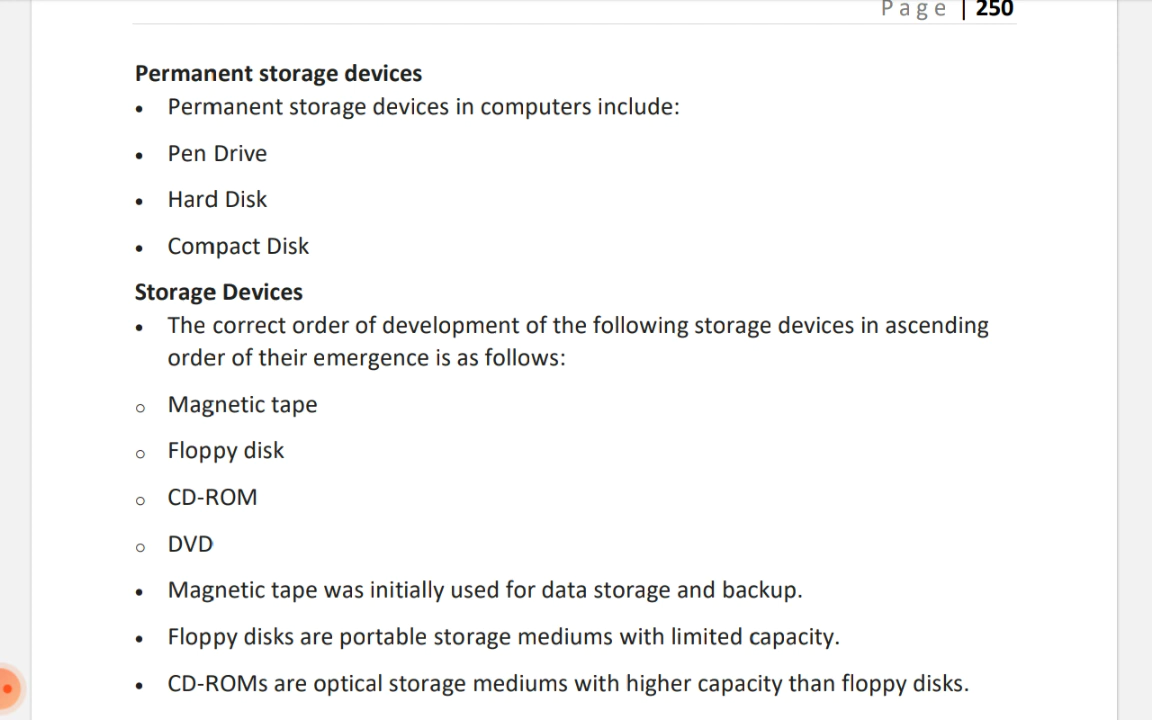 Page | 250
Permanent storage devices
• Permanent storage devices in computers include:
• Pen Drive
• Hard Disk
• Compact Disk
Storage Devices
• The correct order of development of the following storage devices in ascending
order of their emergence is as follows:
o Magnetic tape
o Floppy disk
o CD-ROM
o DVD
• Magnetic tape was initially used for data storage and backup.
• Floppy disks are portable storage mediums with limited capacity.
• CD-ROMs are optical storage mediums with higher capacity than floppy disks.